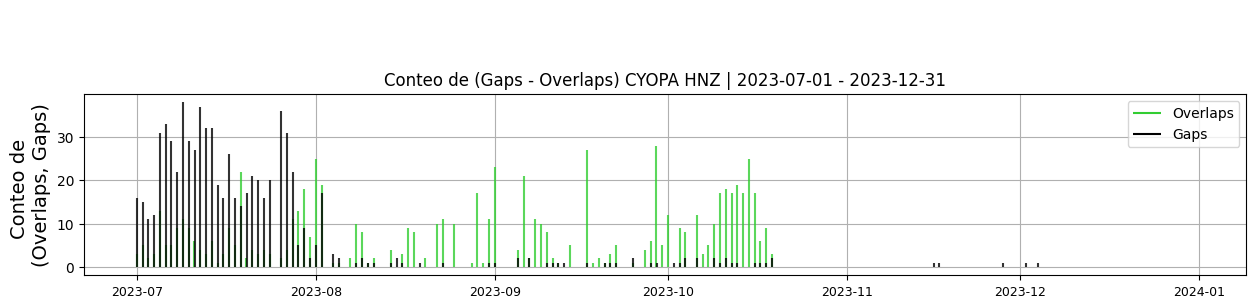 Conteo de (Gaps - Overlaps) CYOPA HNZ | 2023-07-01 - 2023-12-31
Conteo de
(Overlaps, Gaps)
30
20
10
0
Overlaps
Gaps
2023-07
2023-08
2023-09
2023-10
2023-11
2023-12
2024-01